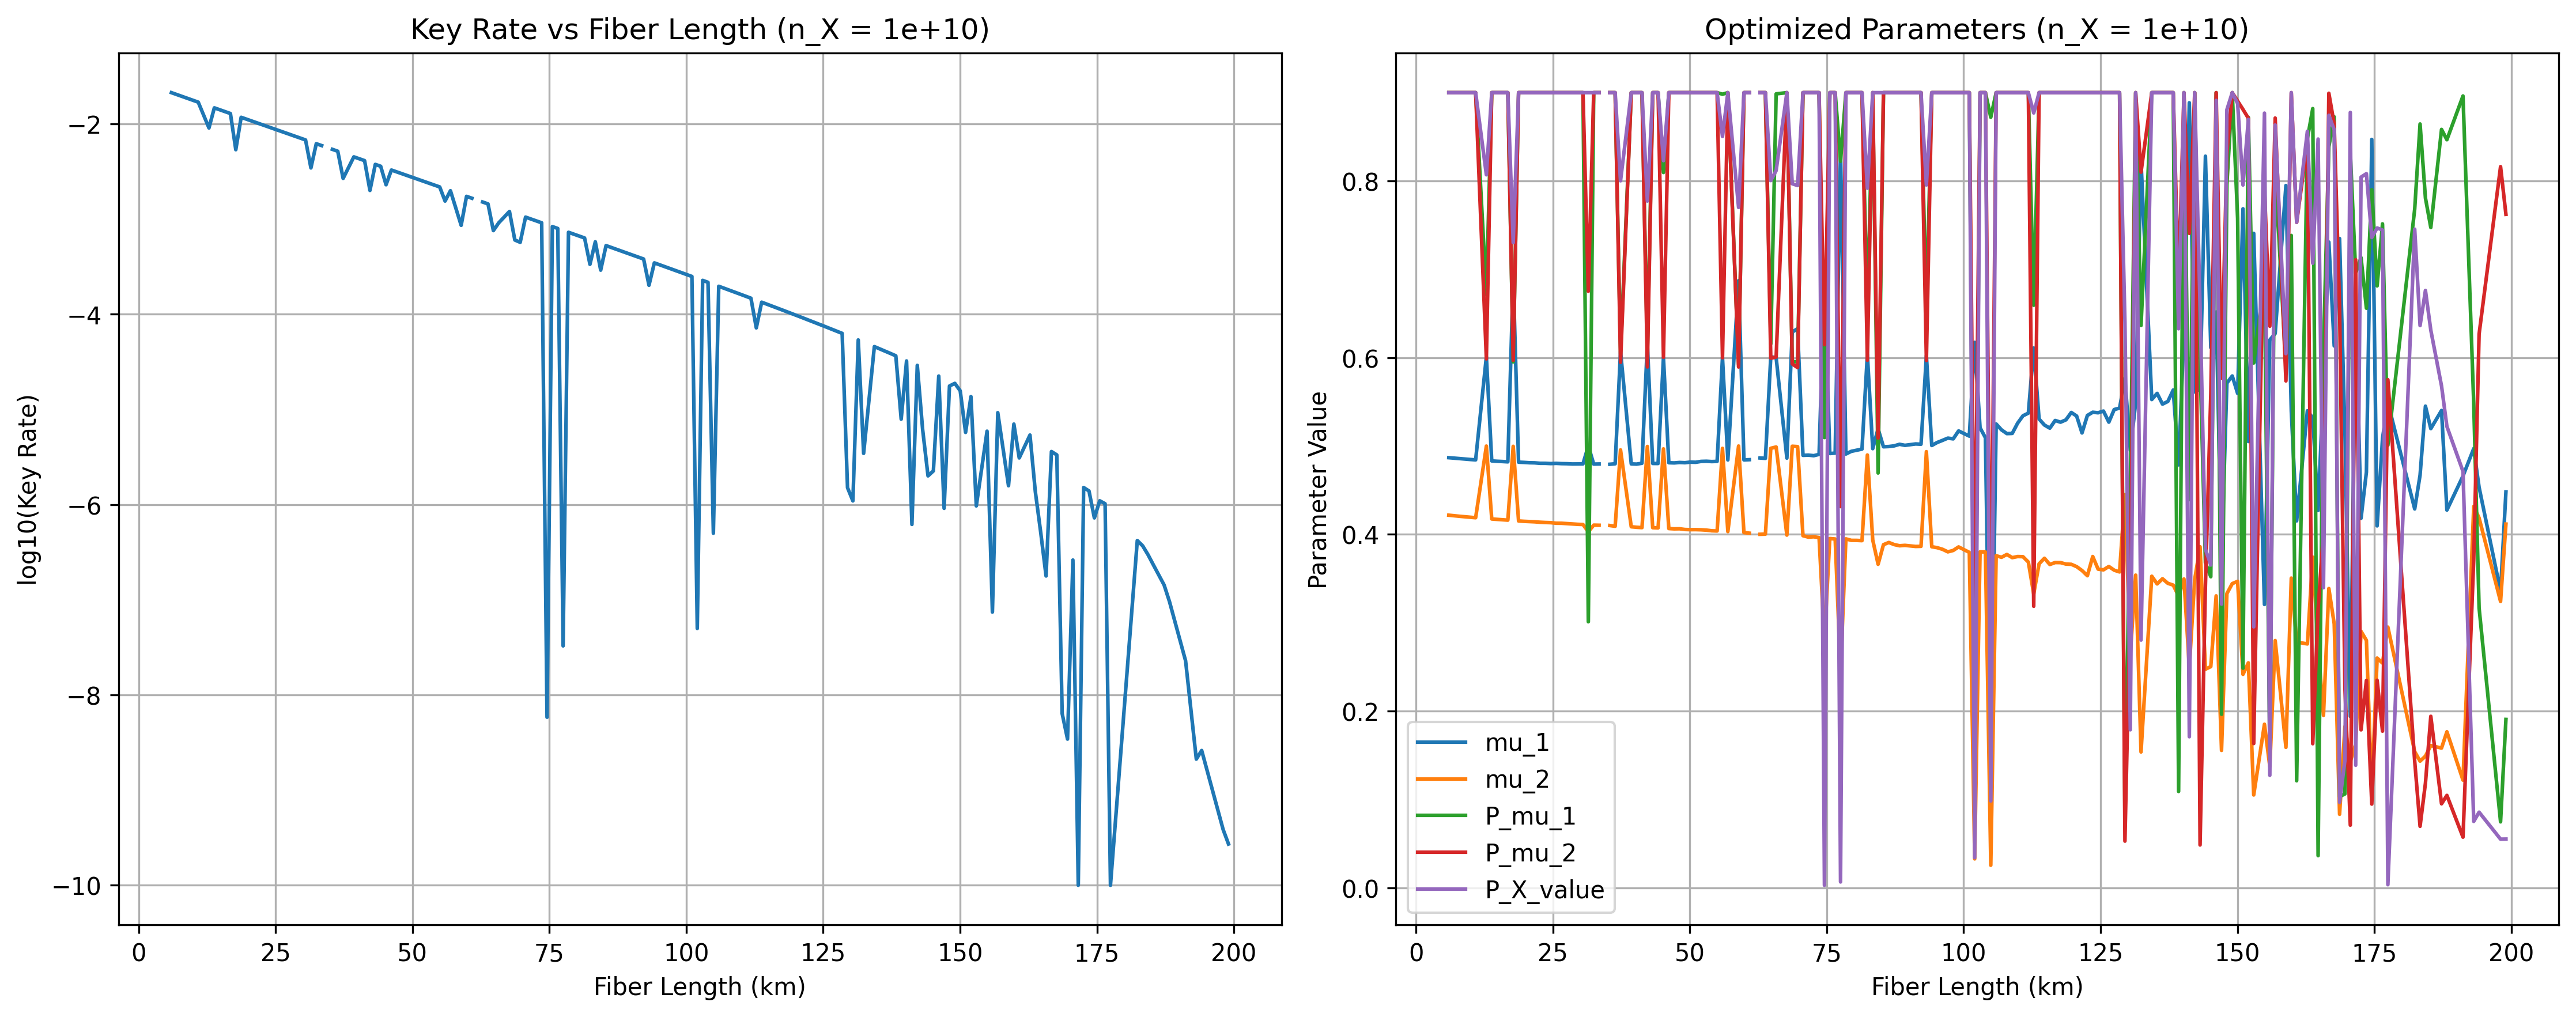 Key Rate vs Fiber Length (n_X = 1e+10)
log10(Key Rate)
−2
−4
−6
−8
−10
0 25 50 75 100 125 150 175 200
Fiber Length (km)
Optimized Parameters (n_X = 1e+10)
Parameter Value
0.8
0.6
0.4
0.2
0.0
mu_1
mu_2
P_mu_1
P_mu_2
P_X_value
0 25 50 75 100 125 150 175 200
Fiber Length (km)